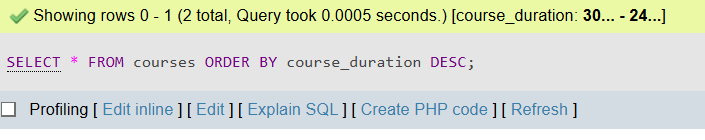 Showing rows 0 - 1 (2 total, Query took 0.0005 seconds.) [course_duration: 30... - 24...]
SELECT * FROM courses ORDER BY course_duration DESC;
Profiling [ Edit inline ] [ Edit ] [ Explain SQL ] [ Create PHP code ] [ Refresh ]